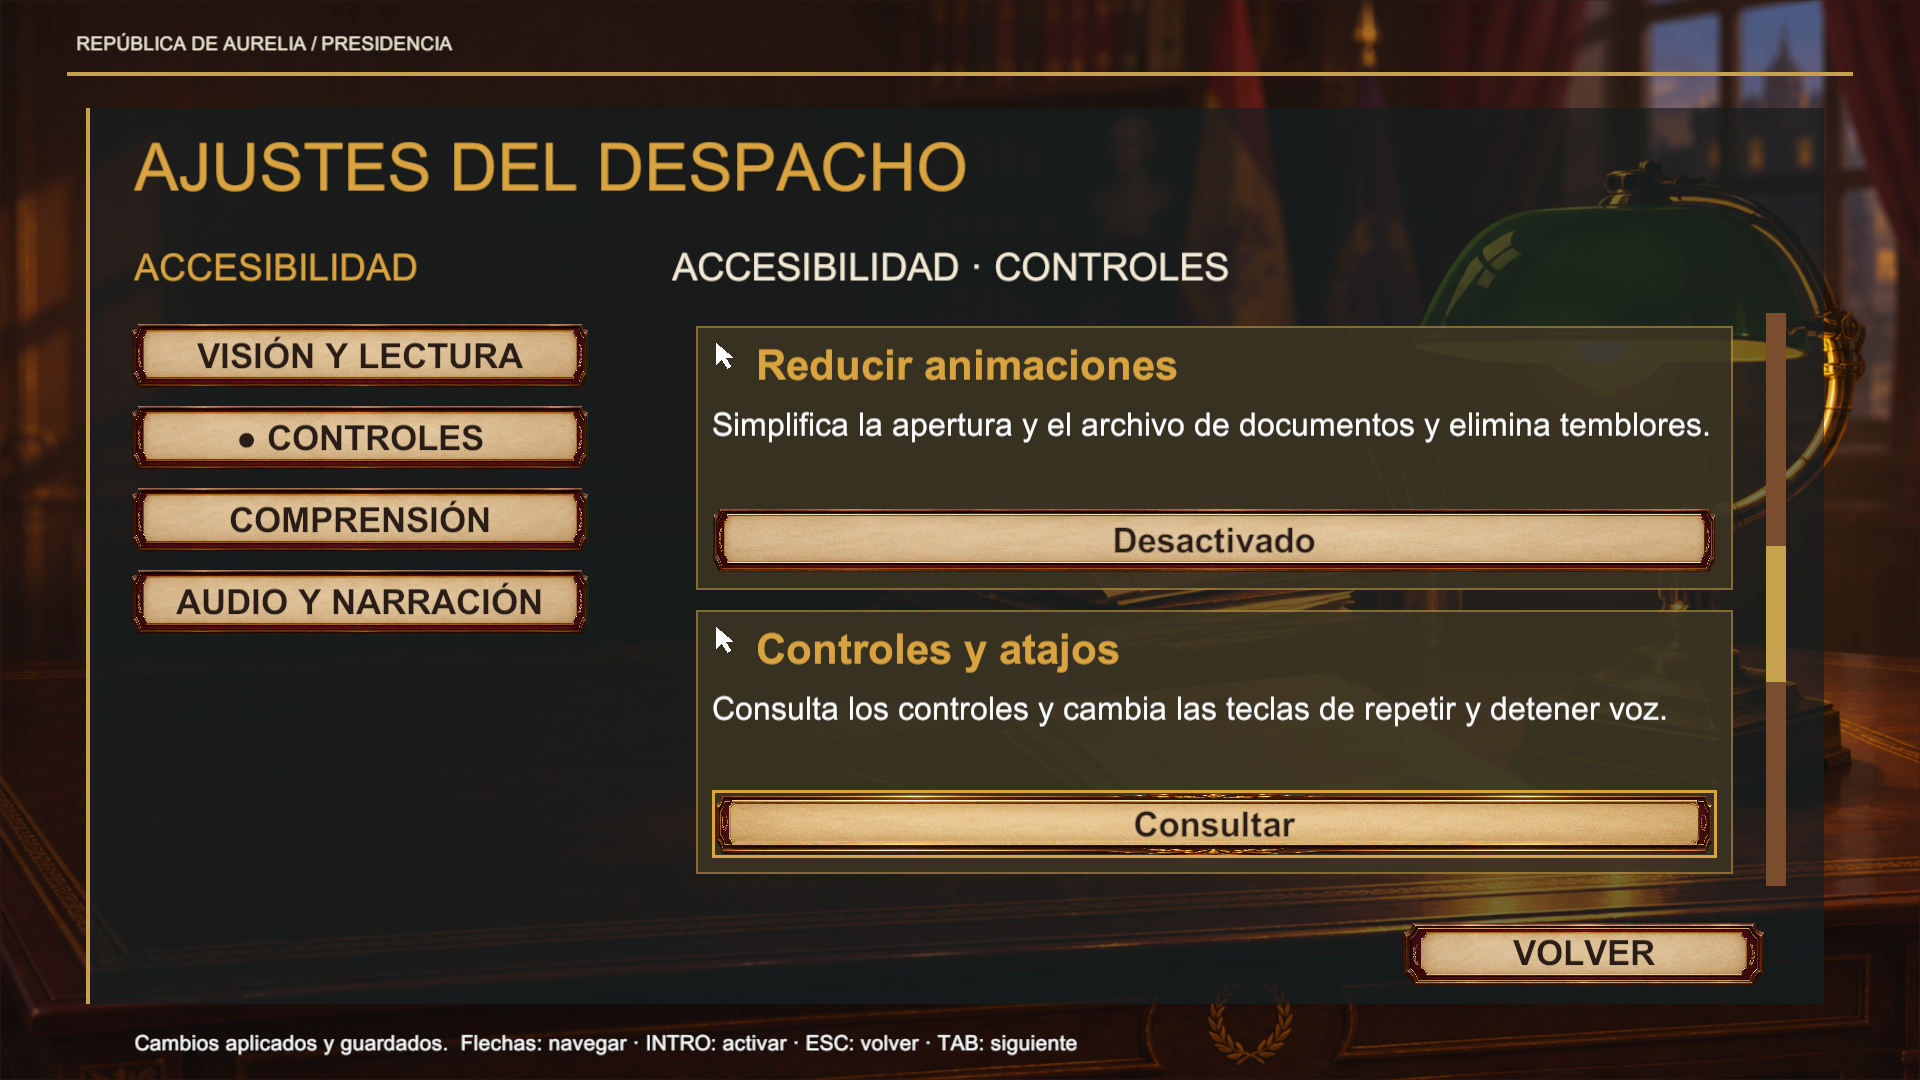 REPÚBLICA DE AURELIA / PRESIDENCIA
AJUSTES DEL DESPACHO
ACCESIBILIDAD
VISIÓN Y LECTURA
● CONTROLES
COMPRENSIÓN
AUDIO Y NARRACIÓN
ACCESIBILIDAD · CONTROLES
Reducir animaciones
Simplifica la apertura y el archivo de documentos y elimina temblores.
Desactivado
Controles y atajos
Consulta los controles y cambia las teclas de repetir y detener voz.
Consultar
VOLVER
Cambios aplicados y guardados.  Flechas: navegar · INTRO: activar · ESC: volver · TAB: siguiente